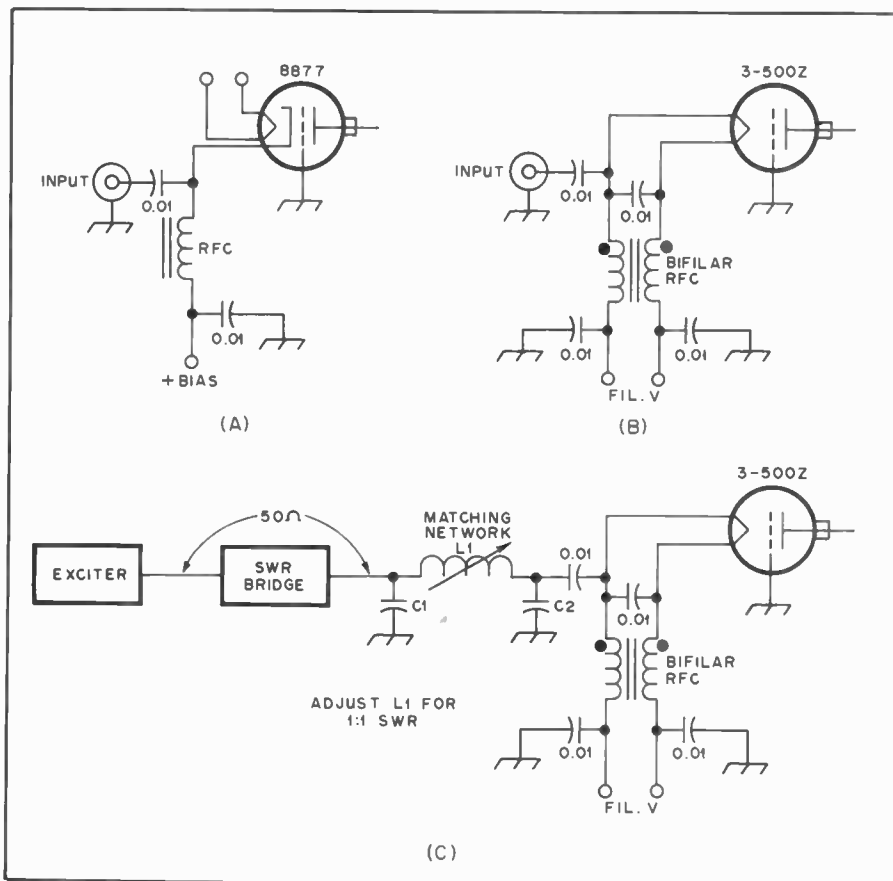 8877
INPUT
0.01
RFC
0.01
+ BIAS
(A)
3-500Z
INPUT
0.01
0.01
BIFILAR
RFC
0.01
0.01
FIL. V
(B)
3-500Z
50Ω
MATCHING
NETWORK
L1
EXCITER
SWR
BRIDGE
C1
C2
0.01
0.01
BIFILAR
RFC
ADJUST L1 FOR
1:1 SWR
0.01
0.01
FIL. V
(C)